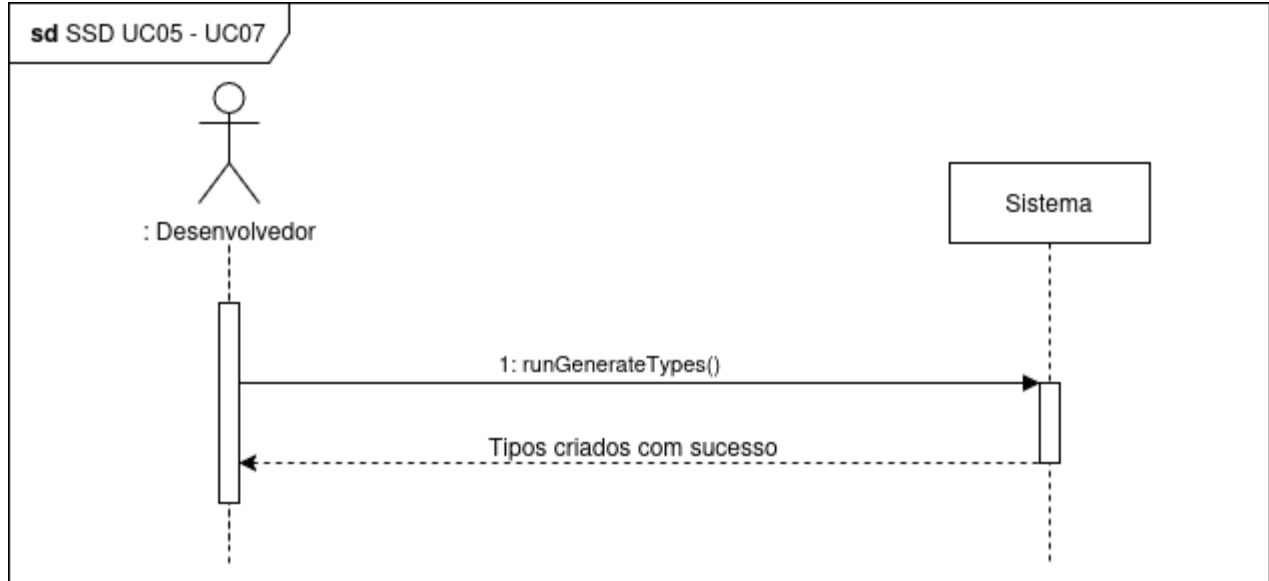 sd SSD UC05 - UC07
: Desenvolvedor
Sistema
1: runGenerateTypes()
Tipos criados com sucesso